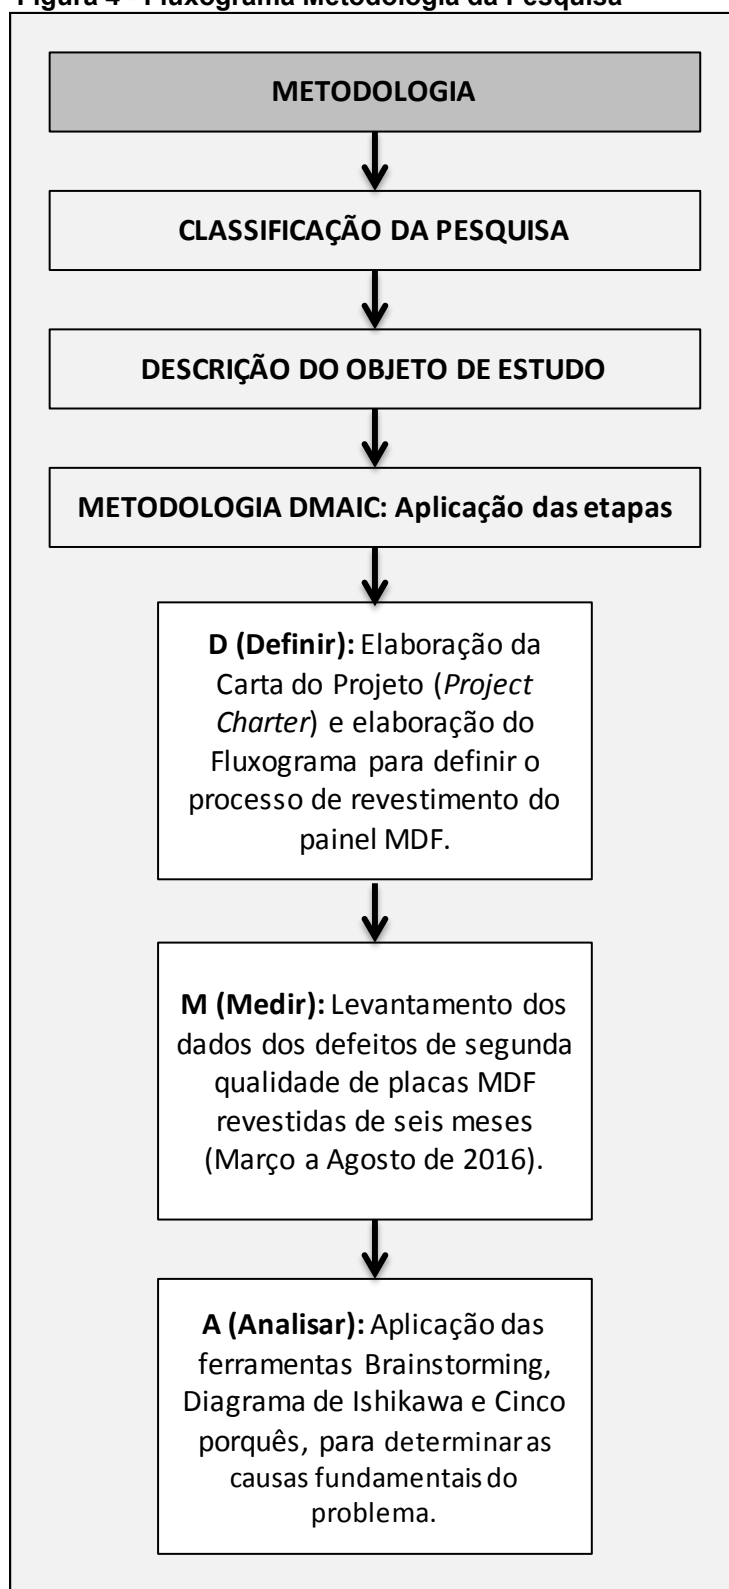 Figura 4 - Fluxograma Metodologia da Pesquisa
METODOLOGIA
CLASSIFICAÇÃO DA PESQUISA
DESCRIÇÃO DO OBJETO DE ESTUDO
METODOLOGIA DMAIC: Aplicação das etapas
D (Definir): Elaboração da
Carta do Projeto (Project
Charter) e elaboração do
Fluxograma para definir o
processo de revestimento do
painel MDF.
M (Medir): Levantamento dos
dados dos defeitos de segunda
qualidade de placas MDF
revestidas de seis meses
(Março a Agosto de 2016).
A (Analisar): Aplicação das
ferramentas Brainstorming,
Diagrama de Ishikawa e Cinco
porquês, para determinar as
causas fundamentais do
problema.